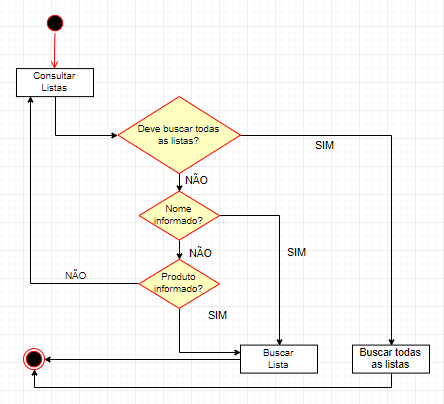 Consultar
Listas
Deve buscar todas
as listas?
SIM
NÃO
Nome
informado?
SIM
NÃO
NÃO
Produto
informado?
SIM
Buscar
Lista
Buscar todas
as listas